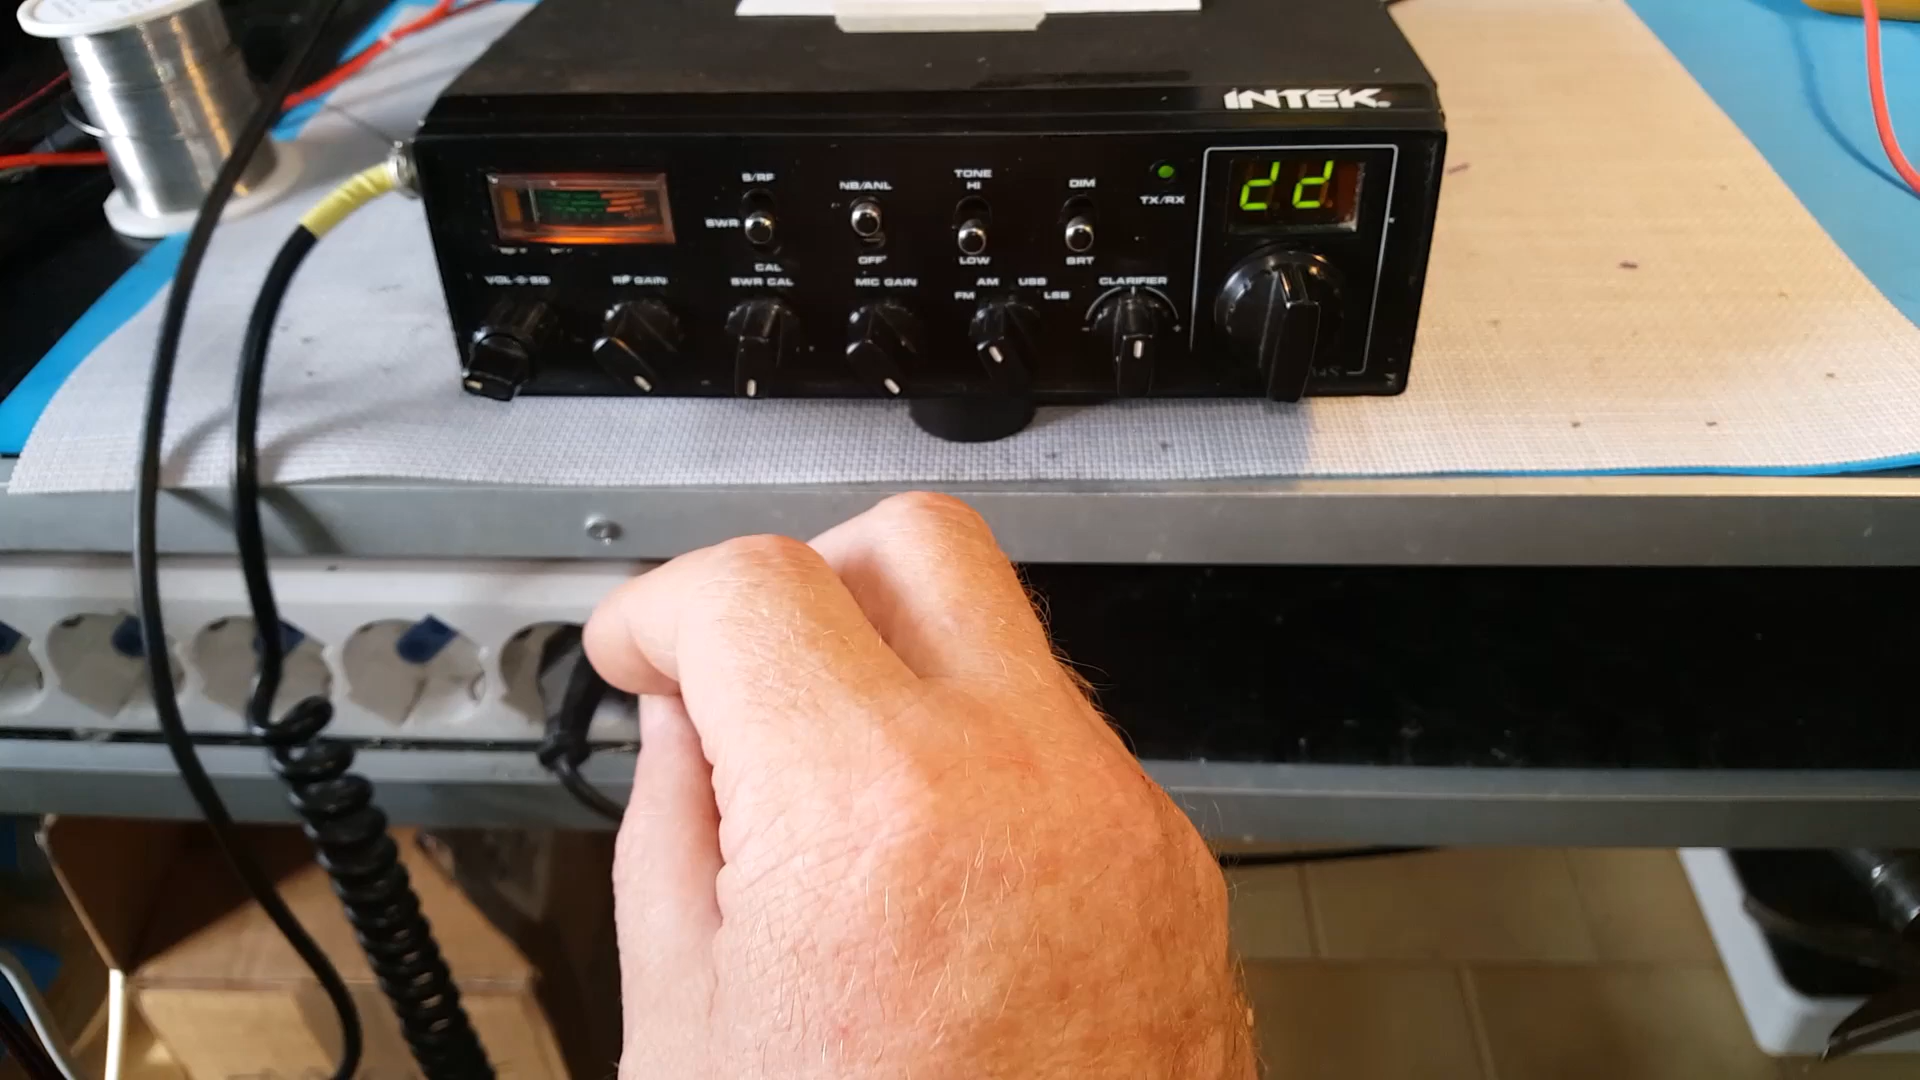 INTEK
S/RF
SWR
CAL
NB/ANL
OFF
TONE
HI
LOW
DIM
BRT
TX/RX
dd
VOL SQ
RF GAIN
SWR CAL
MIC GAIN
FM AM USB LSB
CLARIFIER
- +